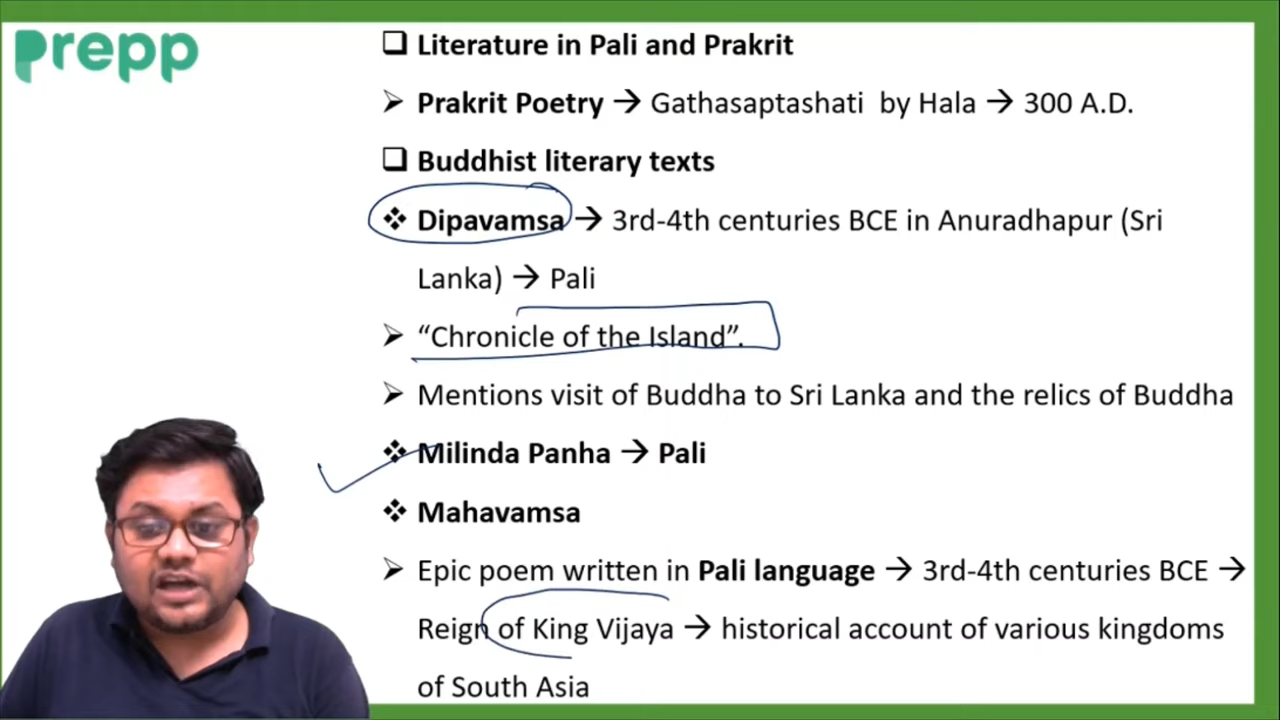 prepp
❑ Literature in Pali and Prakrit
➢ Prakrit Poetry → Gathasaptashati by Hala → 300 A.D.
❑ Buddhist literary texts
❖ Dipavamsa → 3rd-4th centuries BCE in Anuradhapur (Sri
Lanka) → Pali
➢ “Chronicle of the Island”.
➢ Mentions visit of Buddha to Sri Lanka and the relics of Buddha
❖ Milinda Panha → Pali
❖ Mahavamsa
➢ Epic poem written in Pali language → 3rd-4th centuries BCE →
Reign of King Vijaya → historical account of various kingdoms
of South Asia